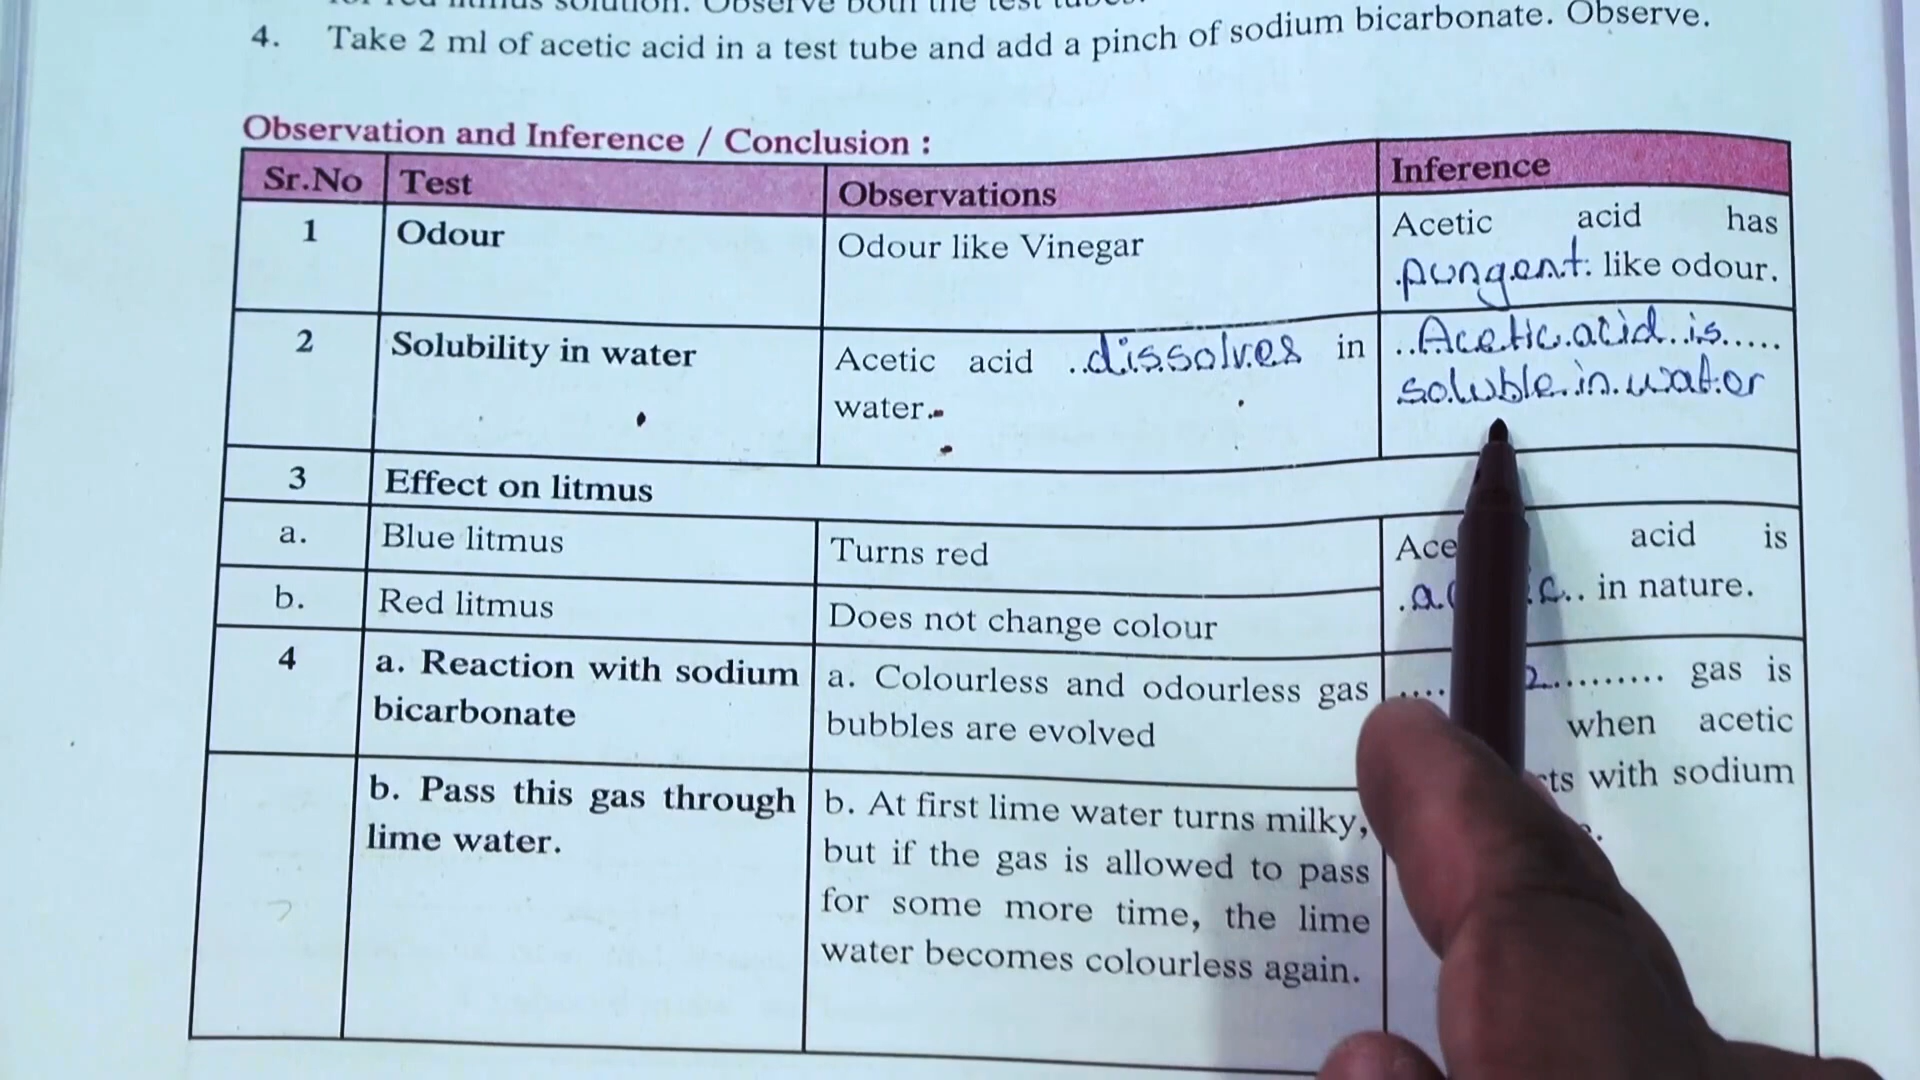 4. Take 2 ml of acetic acid in a test tube and add a pinch of sodium bicarbonate. Observe.
Observation and Inference / Conclusion :
Sr.No Test Observations Inference
1 Odour Odour like Vinegar Acetic acid has
pungent like odour.
2 Solubility in water Acetic acid dissolves in
water.
Acetic acid is
soluble in water
3 Effect on litmus
a. Blue litmus Turns red
b. Red litmus Does not change colour
acid is
in nature.
4 a. Reaction with sodium
bicarbonate
a. Colourless and odourless gas
bubbles are evolved
gas is
when acetic
with sodium
b. Pass this gas through
lime water.
b. At first lime water turns milky,
but if the gas is allowed to pass
for some more time, the lime
water becomes colourless again.